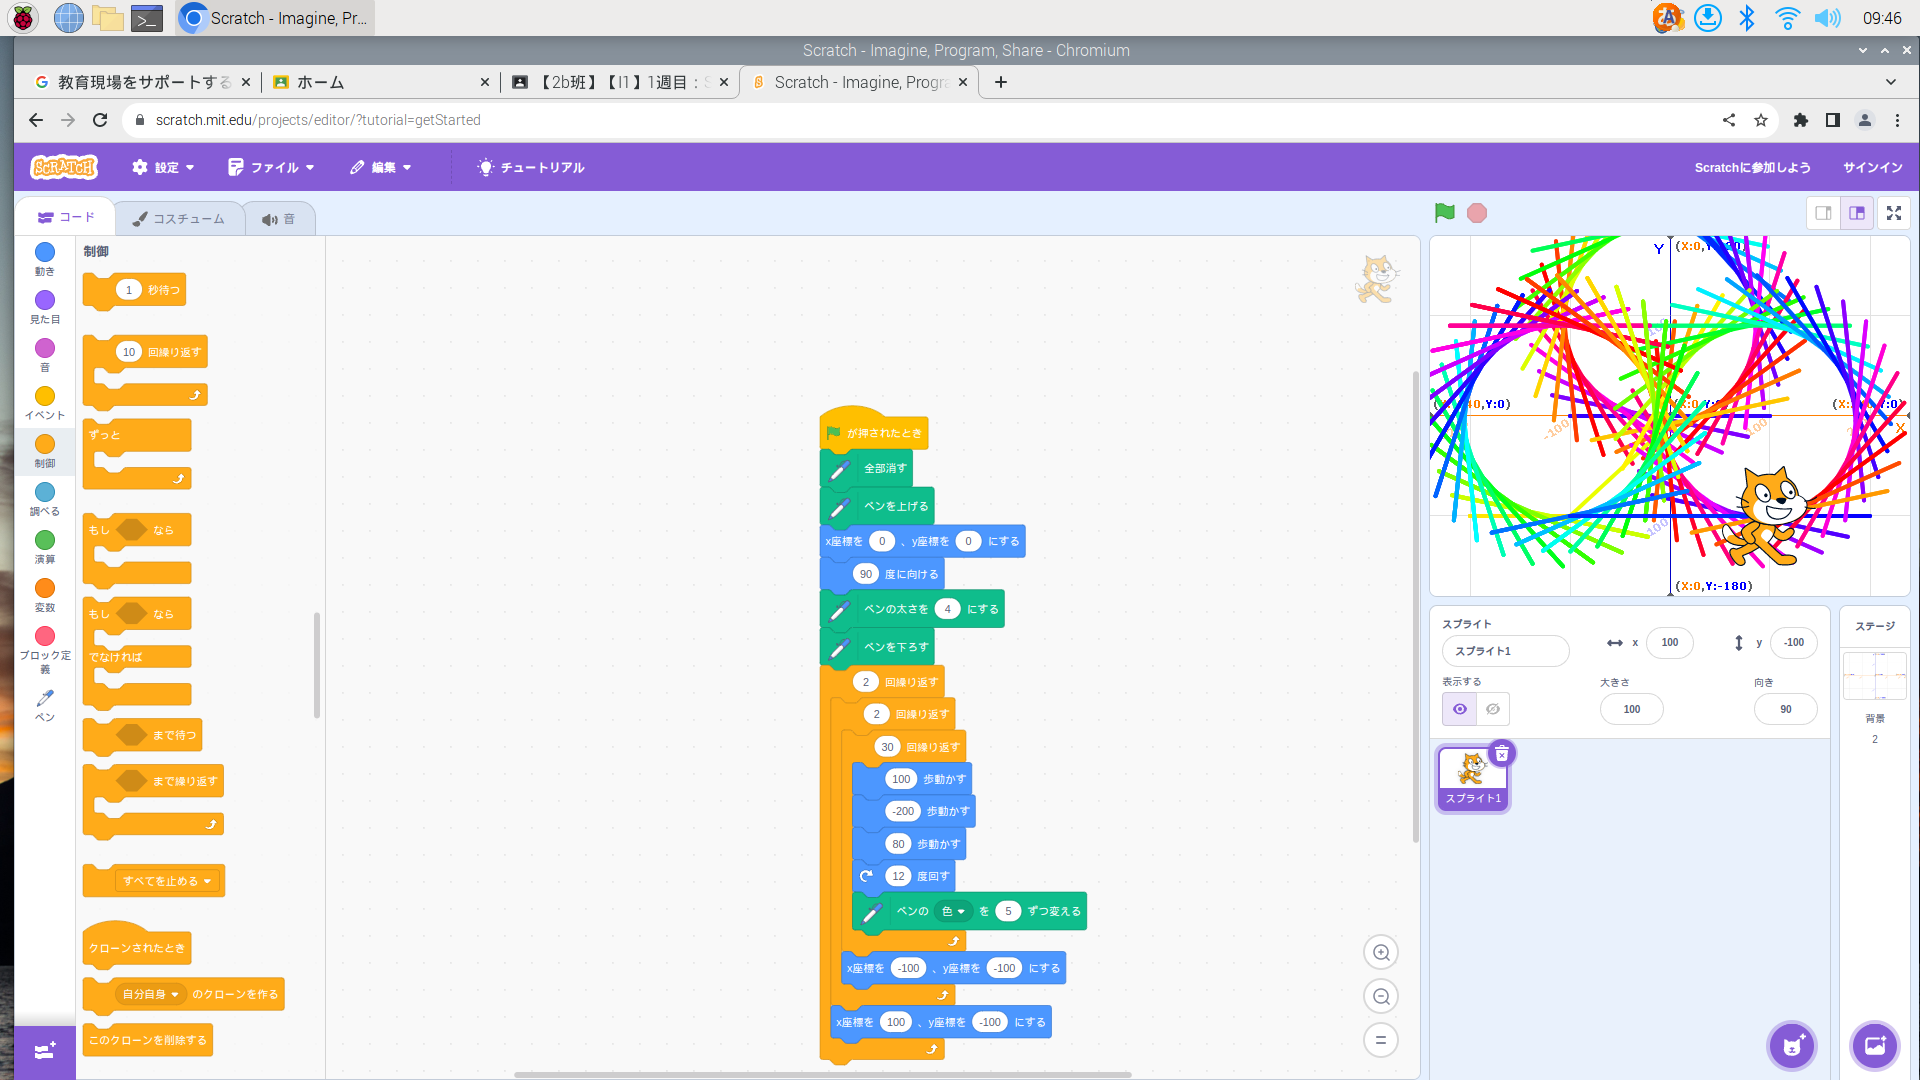 Scratch - Imagine, Pr...
09:46
Scratch - Imagine, Program, Share - Chromium
教育現場をサポートする
ホーム
【2b班】【I1】1週目：S
Scratch - Imagine, Progra
scratch.mit.edu/projects/editor/?tutorial=getStarted
SCRATCH
設定
ファイル
編集
チュートリアル
Scratchに参加しよう
サインイン
コード
コスチューム
音
動き
見た目
音
イベント
制御
調べる
演算
変数
ブロック定義
ペン
制御
1 秒待つ
10 回繰り返す
ずっと
もし なら
もし なら
でなければ
まで待つ
まで繰り返す
すべてを止める
クローンされたとき
自分自身 のクローンを作る
このクローンを削除する
が押されたとき
全部消す
ペンを上げる
x座標を 0 、y座標を 0 にする
90 度に向ける
ペンの太さを 4 にする
ペンを下ろす
2 回繰り返す
2 回繰り返す
30 回繰り返す
100 歩動かす
-200 歩動かす
80 歩動かす
12 度回す
ペンの 色 を 5 ずつ変える
x座標を -100 、y座標を -100 にする
x座標を 100 、y座標を -100 にする
Y
X
-100
(X:0,Y:-180)
スプライト
スプライト1
x 100
y -100
表示する
大きさ
100
向き
90
スプライト1
ステージ
背景
2